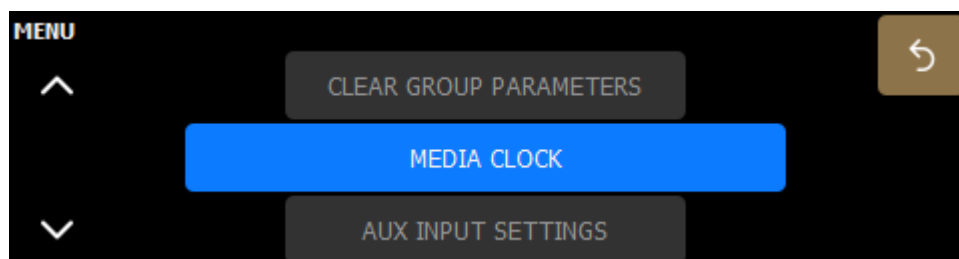 MENU
CLEAR GROUP PARAMETERS
MEDIA CLOCK
AUX INPUT SETTINGS